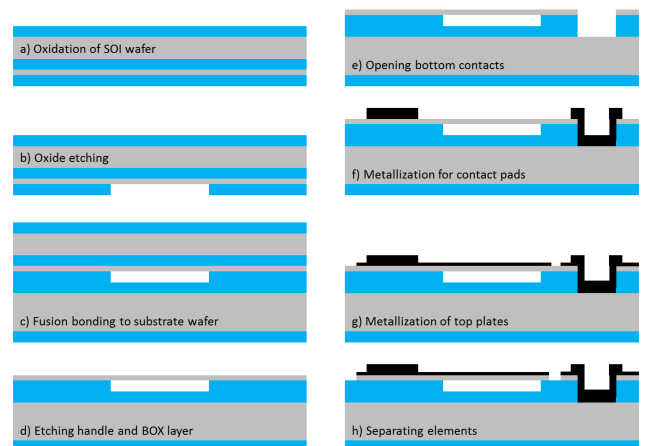 a) Oxidation of SOI wafer
b) Oxide etching
c) Fusion bonding to substrate wafer
d) Etching handle and BOX layer
e) Opening bottom contacts
f) Metallization for contact pads
g) Metallization of top plates
h) Separating elements